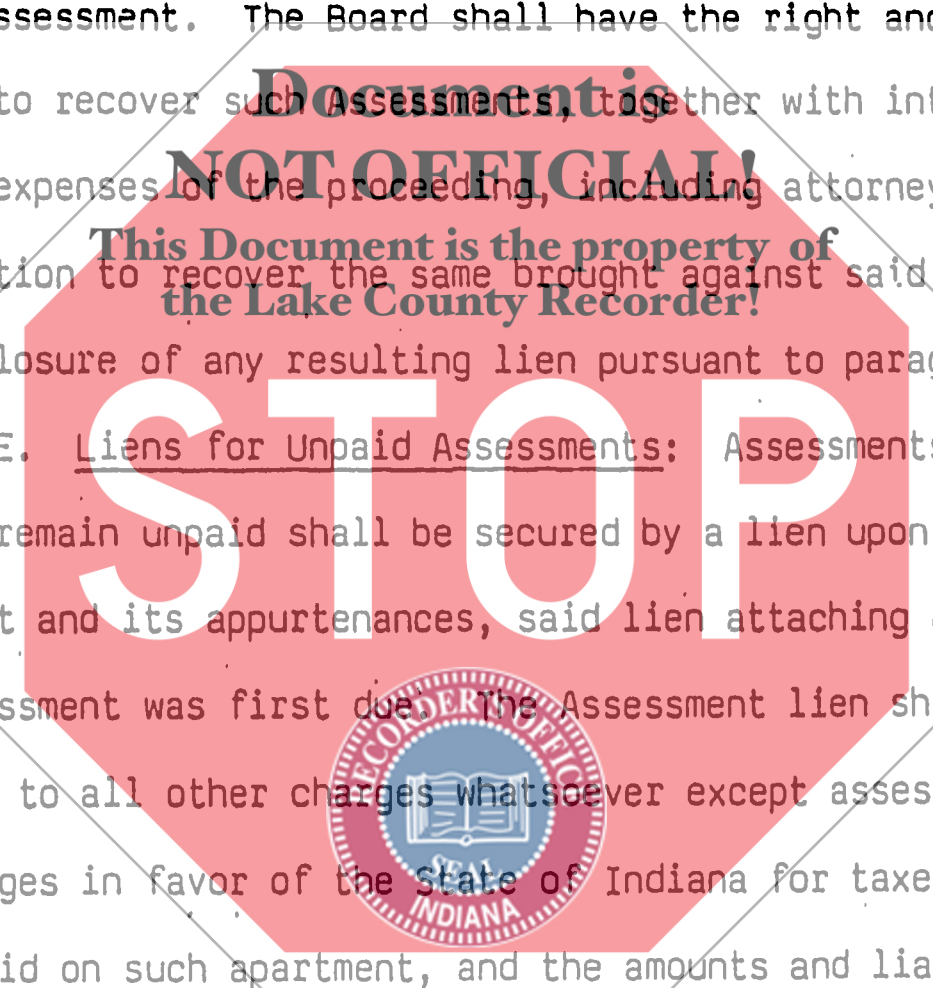 ssessment. The Board shall have the right and
Document is
to recover such Assessments, together with int
NOT OFFICIAL!
expenses of the proceeding, including attorney
This Document is the property of
tion to recover the same brought against said
the Lake County Recorder!
losure of any resulting lien pursuant to parag
STOP
E. Liens for Unpaid Assessments: Assessments
remain unpaid shall be secured by a lien upon
t and its appurtenances, said lien attaching
ssment was first due. The Assessment lien sh
RECORDER'S OFFICE
to all other charges whatsoever except asses
SEAL
ges in favor of the State of Indiana for taxe
INDIANA
id on such apartment, and the amounts and lia